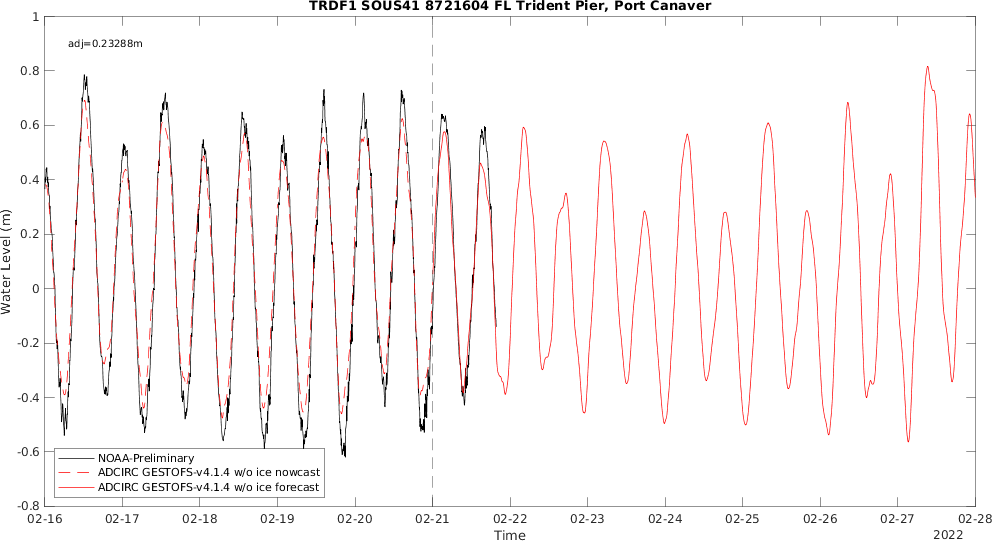 TRDF1 SOUS41 8721604 FL Trident Pier, Port Canaver
adj=0.23288m
1
0.8
0.6
0.4
0.2
0
-0.2
-0.4
-0.6
-0.8
Water Level (m)
NOAA-Preliminary
ADCIRC GESTOFS-v4.1.4 w/o ice nowcast
ADCIRC GESTOFS-v4.1.4 w/o ice forecast
02-16 02-17 02-18 02-19 02-20 02-21 02-22 02-23 02-24 02-25 02-26 02-27 02-28
Time
2022